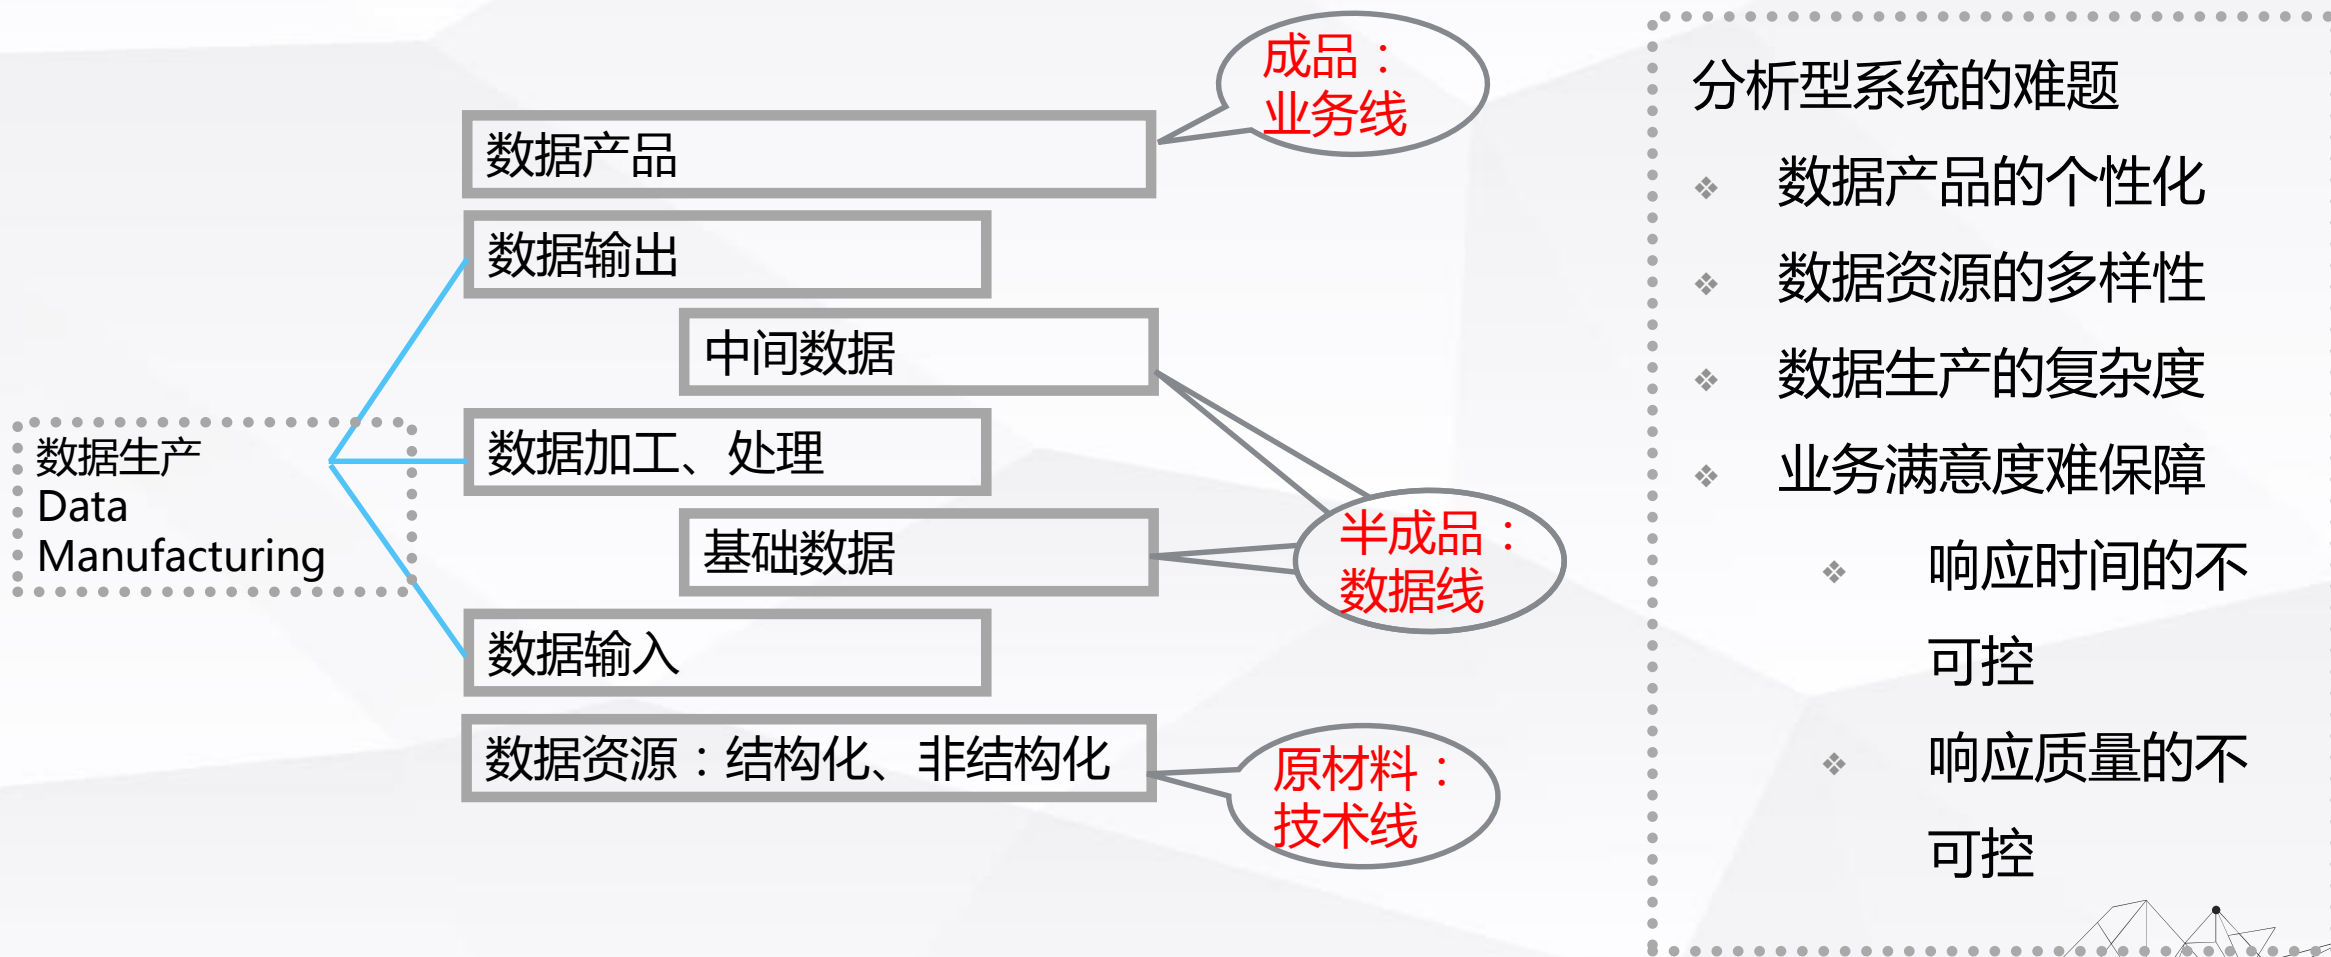 数据产品
数据输出
中间数据
数据加工、处理
基础数据
数据输入
数据资源：结构化、非结构化
数据生产
Data
Manufacturing
成品：
业务线
半成品：
数据线
原材料：
技术线
分析型系统的难题
❖ 数据产品的个性化
❖ 数据资源的多样性
❖ 数据生产的复杂度
❖ 业务满意度难保障
❖ 响应时间的不
可控
❖ 响应质量的不
可控